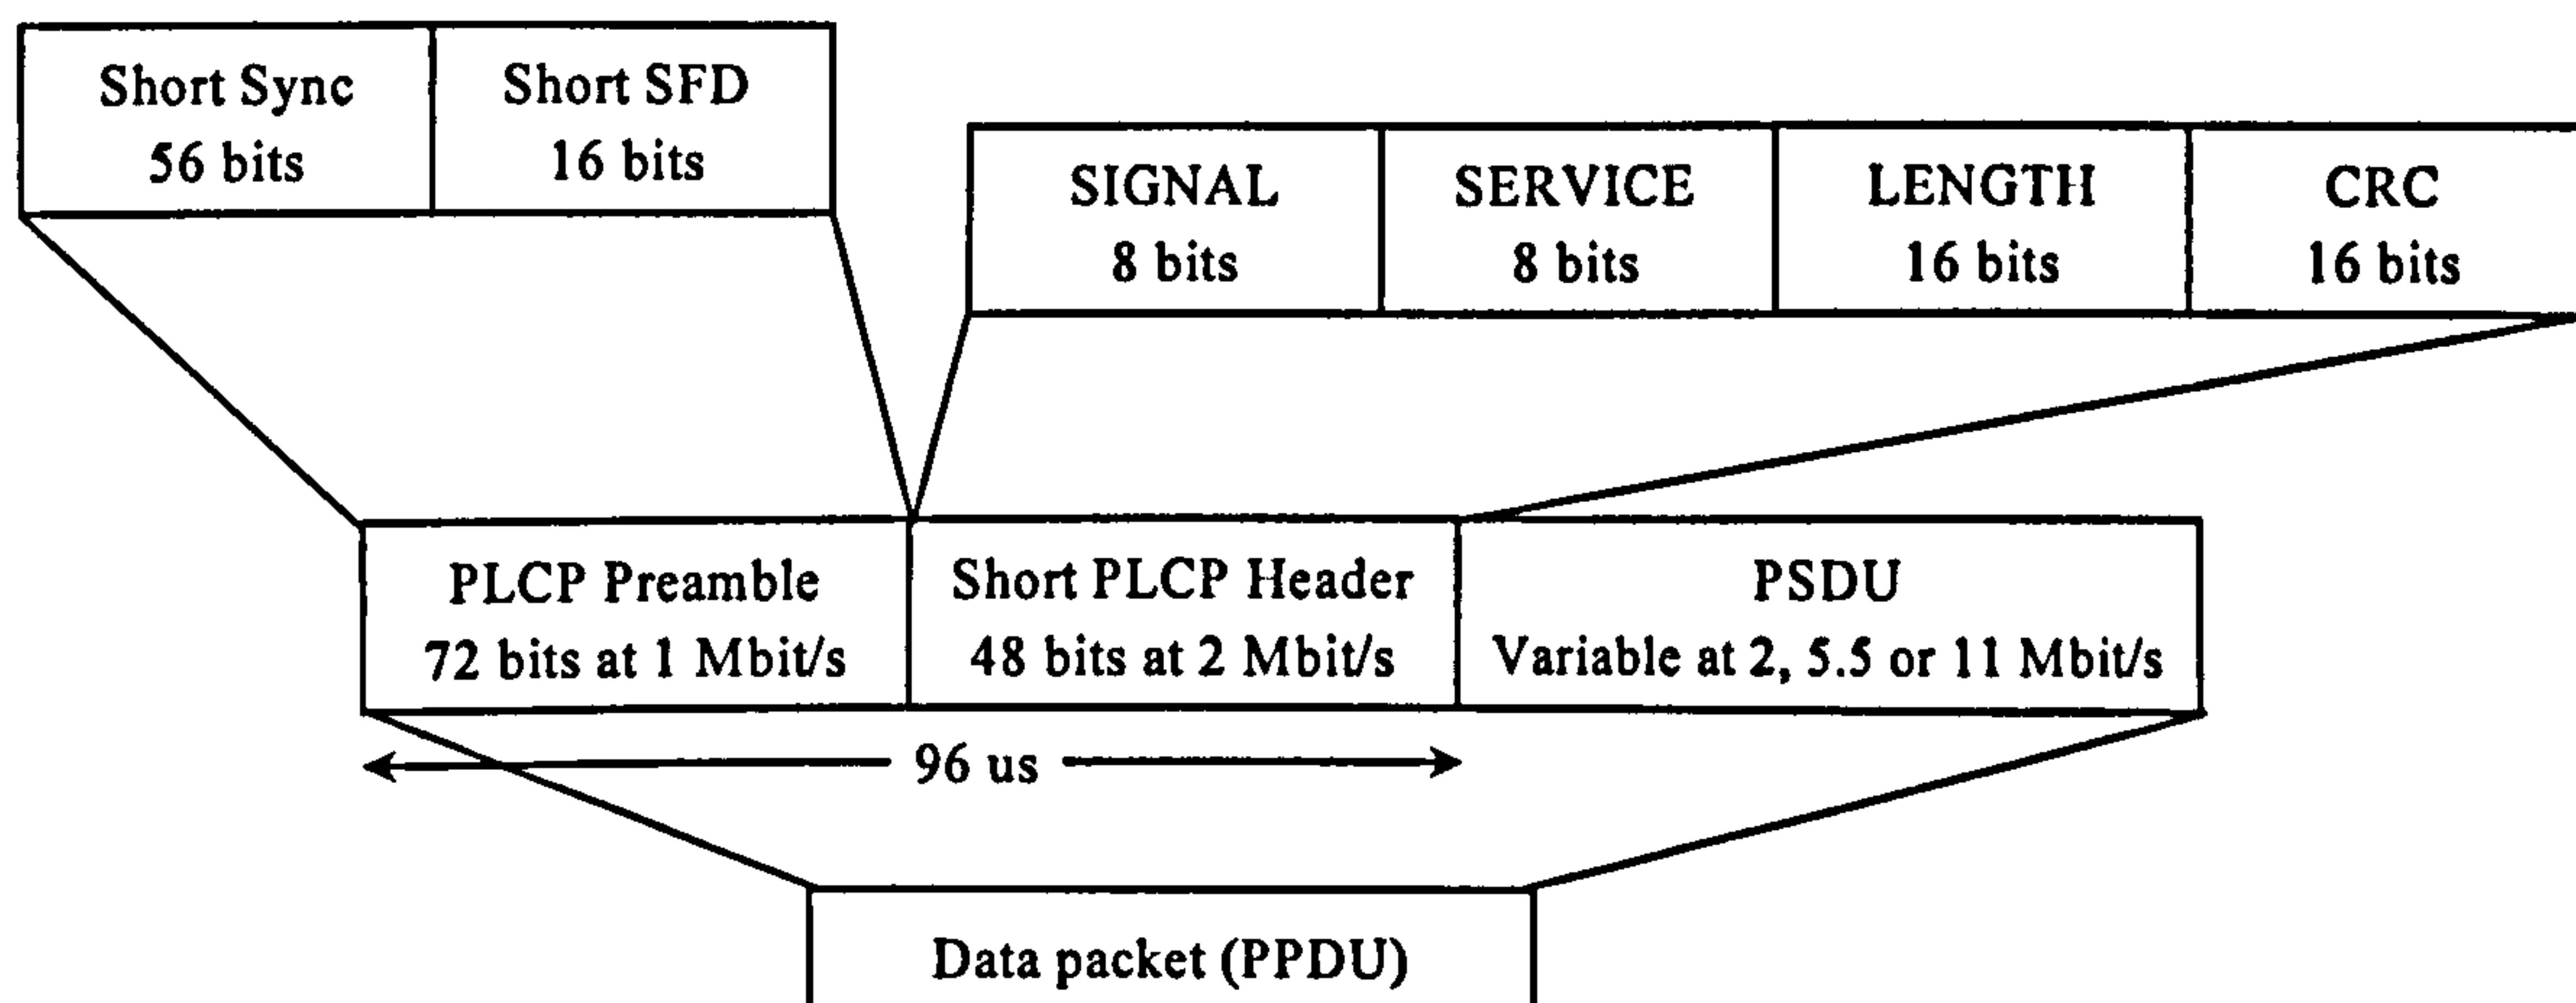 Short Sync
56 bits
Short SFD
16 bits
SIGNAL
8 bits
SERVICE
8 bits
LENGTH
16 bits
CRC
16 bits
PLCP Preamble
72 bits at 1 Mbit/s
Short PLCP Header
48 bits at 2 Mbit/s
PSDU
Variable at 2, 5.5 or 11 Mbit/s
96 us
Data packet (PPDU)